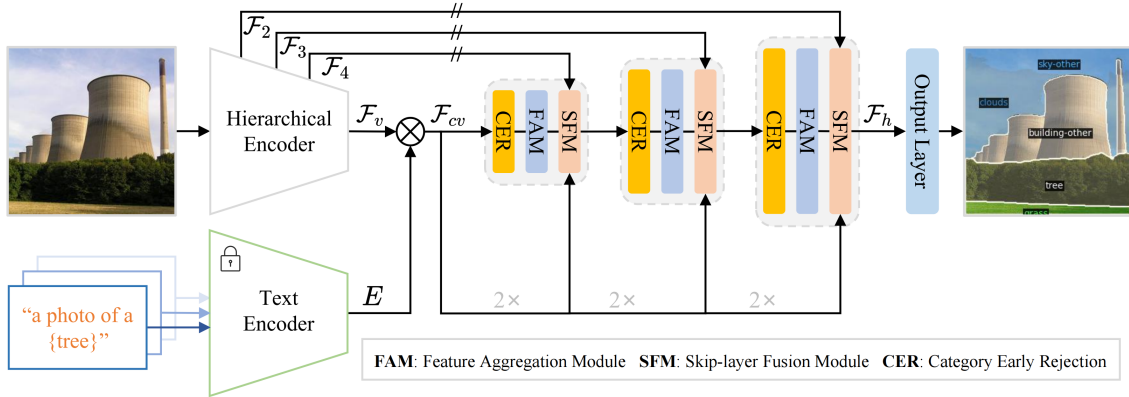 F2
F3
F4
//
//
//
Hierarchical
Encoder
Fv
Fcv
CER
FAM
SFM
CER
FAM
SFM
CER
FAM
SFM
Fh
Output Layer
sky-other
clouds
building-other
tree
grass
"a photo of a
{tree}"
Text
Encoder
E
2×
2×
2×
FAM: Feature Aggregation Module SFM: Skip-layer Fusion Module CER: Category Early Rejection